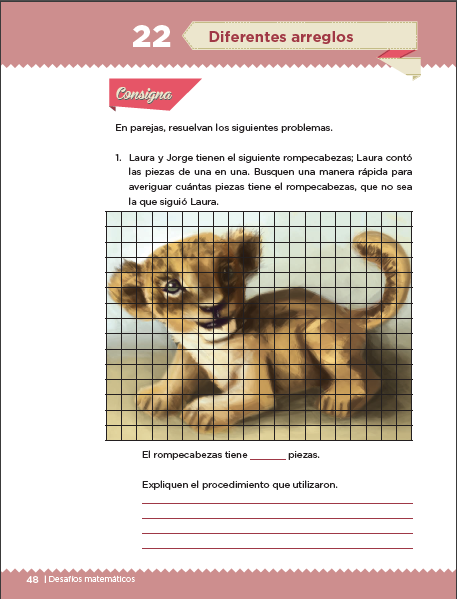 22
Diferentes arreglos
Consigna
En parejas, resuelvan los siguientes problemas.
1. Laura y Jorge tienen el siguiente rompecabezas; Laura contó
las piezas de una en una. Busquen una manera rápida para
averiguar cuántas piezas tiene el rompecabezas, que no sea
la que siguió Laura.
El rompecabezas tiene ______ piezas.
Expliquen el procedimiento que utilizaron.
48 | Desafíos matemáticos